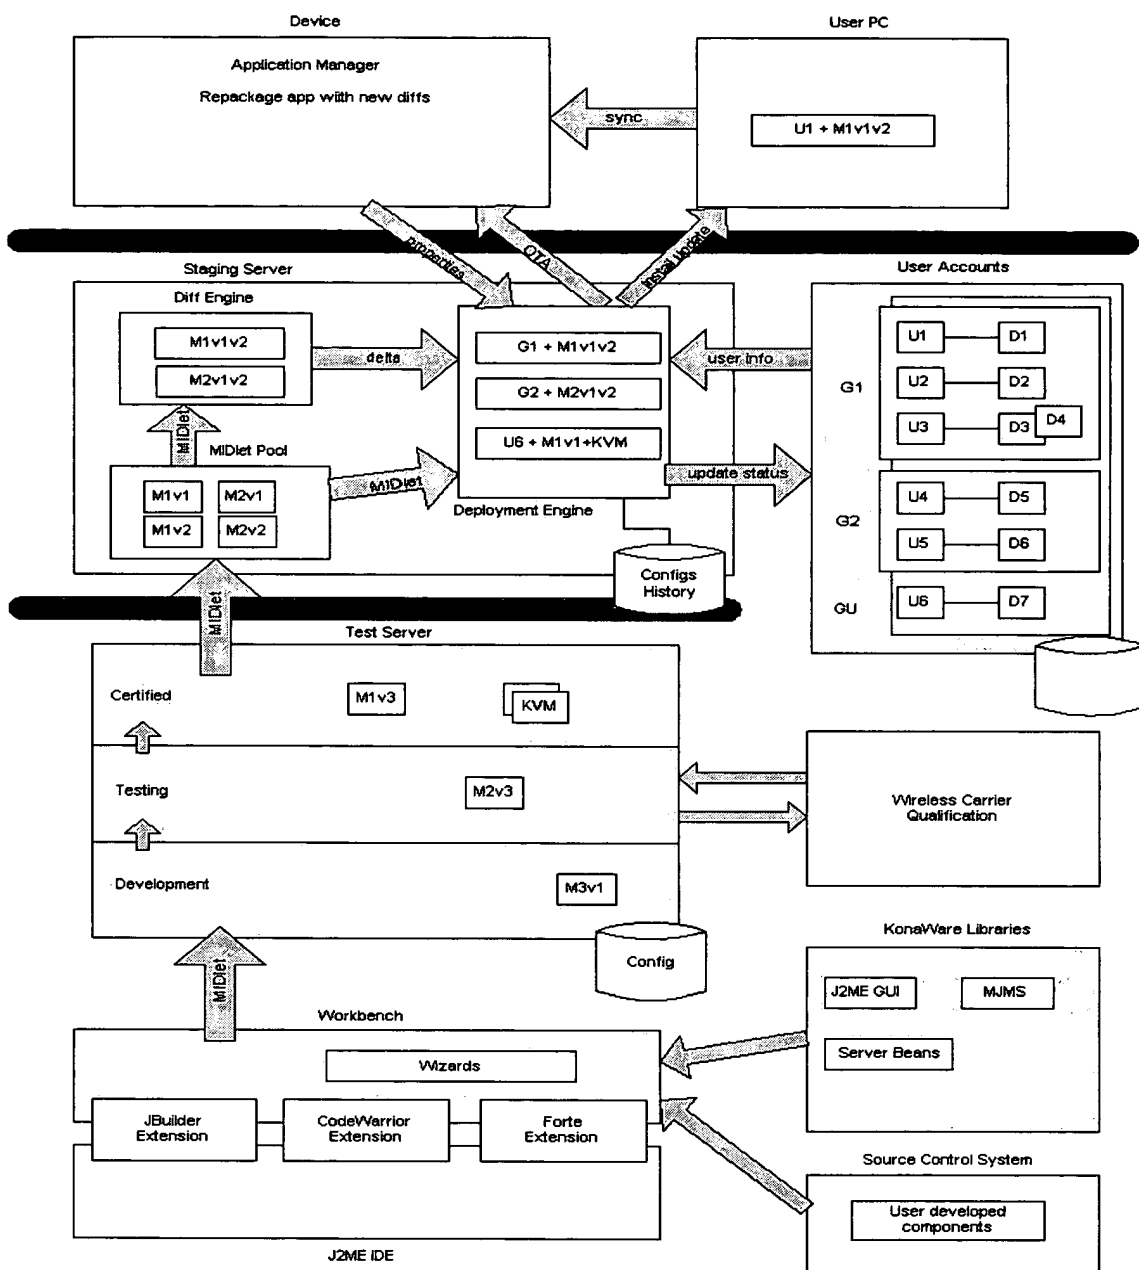 Device
User PC
Application Manager
Repackage app wiith new diffs
sync
U1 + M1v1v2
properties
OTA
Install update
Staging Server
User Accounts
Diff Engine
M1v1v2
M2v1v2
delta
G1 + M1v1v2
G2 + M2v1v2
U6 + M1v1+KVM
user info
G1
U1
D1
U2
D2
U3
D3
D4
MIDlet
MIDlet Pool
M1v1
M2v1
M1v2
M2v2
MIDlet
Deployment Engine
update status
G2
U4
D5
U5
D6
GU
U6
D7
Configs
History
MIDlet
Test Server
Certified
M1v3
KVM
Testing
M2v3
Wireless Carrier
Qualification
Development
M3v1
Config
MIDlet
KonaWare Libraries
J2ME GUI
MJMS
Server Beans
Workbench
Wizards
JBuilder
Extension
CodeWarrior
Extension
Forte
Extension
Source Control System
User developed
components
J2ME IDE